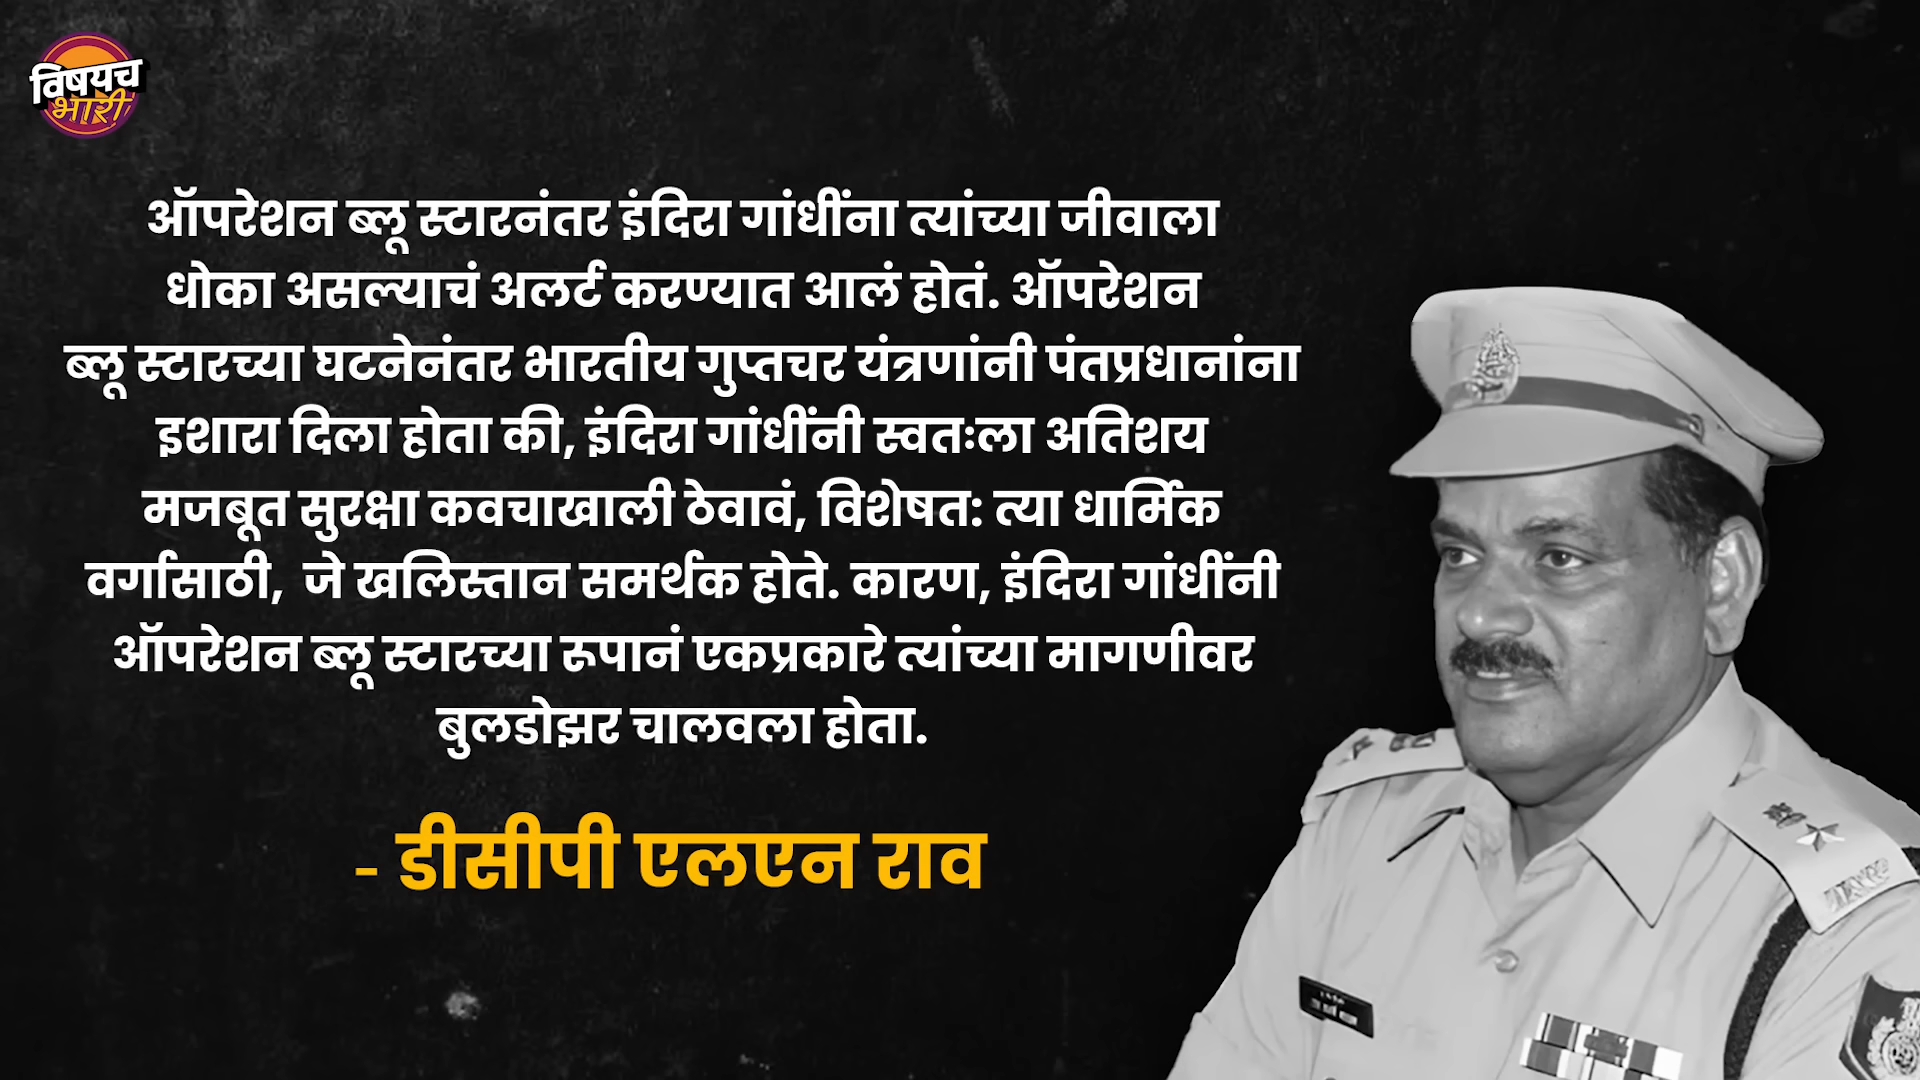 विषयच
भारी
ऑपरेशन ब्लू स्टारनंतर इंदिरा गांधींना त्यांच्या जीवाला
धोका असल्याचं अलर्ट करण्यात आलं होतं. ऑपरेशन
ब्लू स्टारच्या घटनेनंतर भारतीय गुप्तचर यंत्रणांनी पंतप्रधानांना
इशारा दिला होता की, इंदिरा गांधींनी स्वतःला अतिशय
मजबूत सुरक्षा कवचाखाली ठेवावं, विशेषत: त्या धार्मिक
वर्गासाठी, जे खलिस्तान समर्थक होते. कारण, इंदिरा गांधींनी
ऑपरेशन ब्लू स्टारच्या रूपानं एकप्रकारे त्यांच्या मागणीवर
बुलडोझर चालवला होता.
- डीसीपी एलएन राव